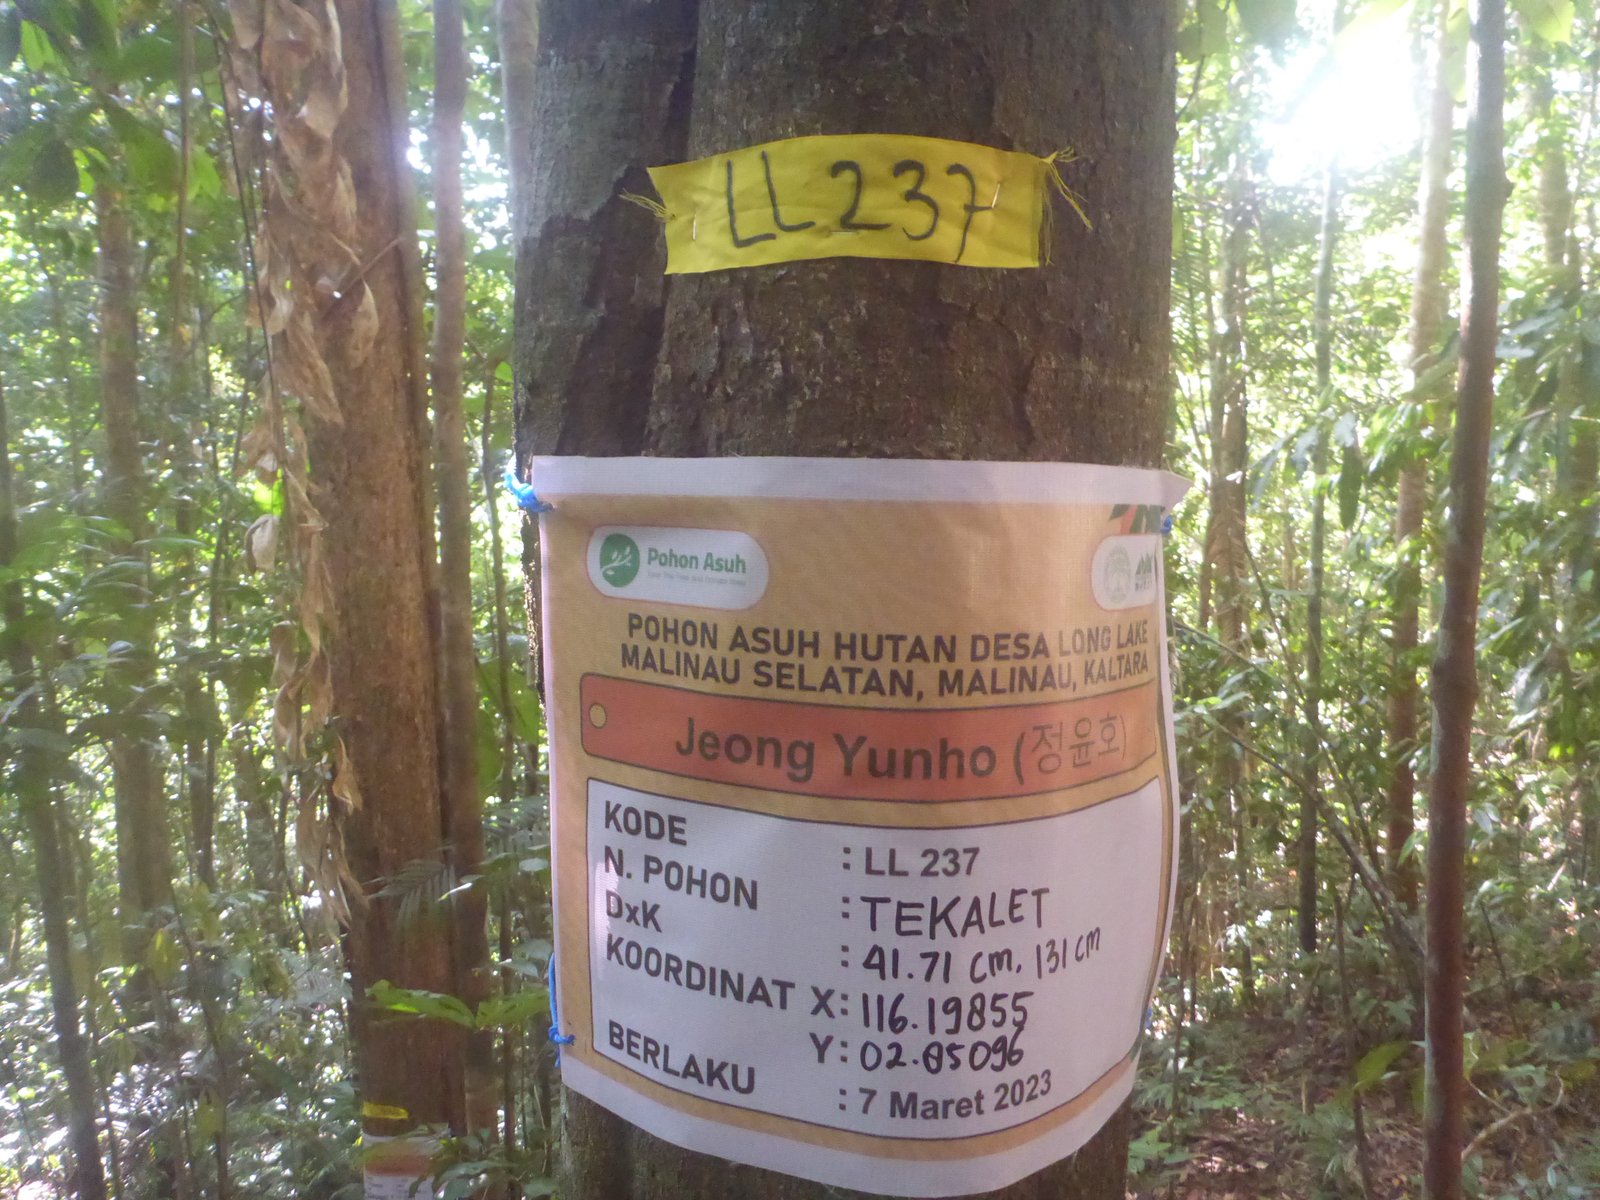 LL 237
Pohon Asuh
POHON ASUH HUTAN DESA LONG LAKE
MALINAU SELATAN, MALINAU, KALTARA
Jeong Yunho (정윤호)
KODE : LL 237
N. POHON : TEKALET
DxK : 41.71 cm, 131 cm
KOORDINAT X: 116.19855
Y: 02.85096
BERLAKU : 7 Maret 2023